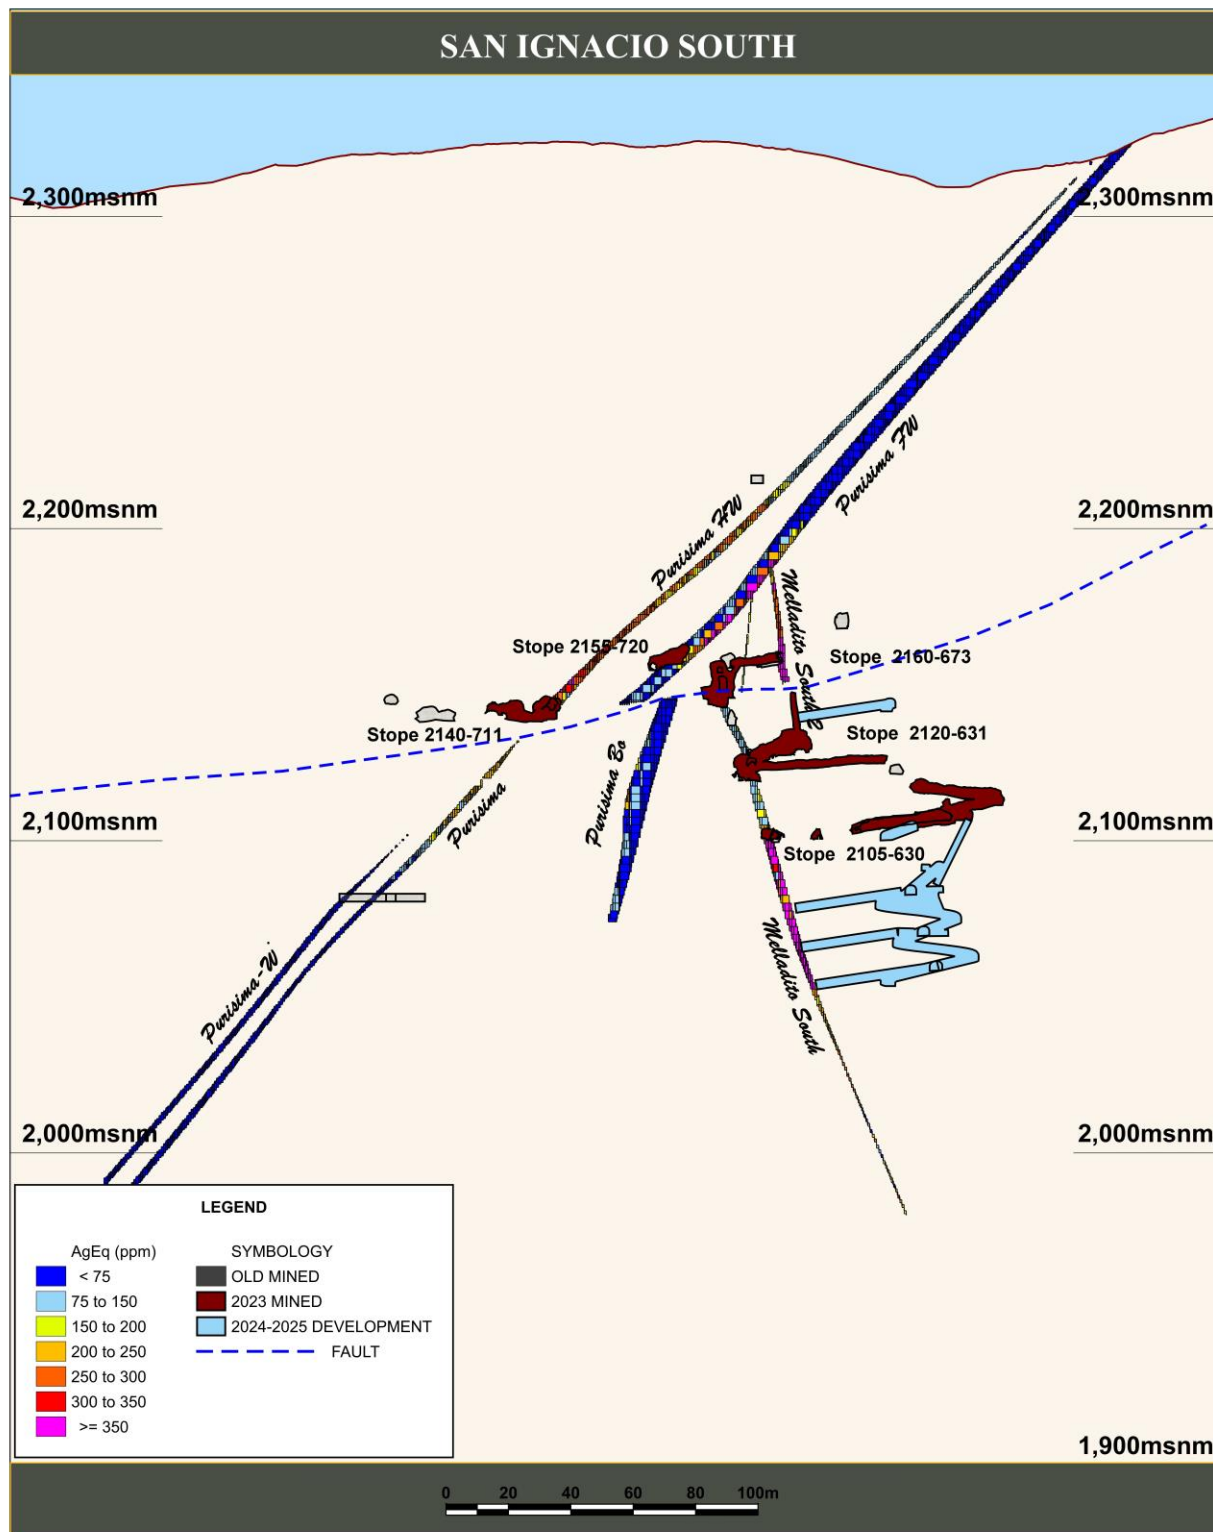 SAN IGNACIO SOUTH
2,300msnm
2,300msnm
Purisima FW
2,200msnm
2,200msnm
Purisima HW
Melladito South2
Stope 2155-720
Stope 2160-673
Stope 2140-711
Stope 2120-631
Purisima Bo
Purisima
2,100msnm
2,100msnm
Stope 2105-630
Melladito South
Purisima-W
2,000msnm
2,000msnm
LEGEND
AgEq (ppm)
< 75
75 to 150
150 to 200
200 to 250
250 to 300
300 to 350
>= 350
SYMBOLOGY
OLD MINED
2023 MINED
2024-2025 DEVELOPMENT
FAULT
1,900msnm
0 20 40 60 80 100m